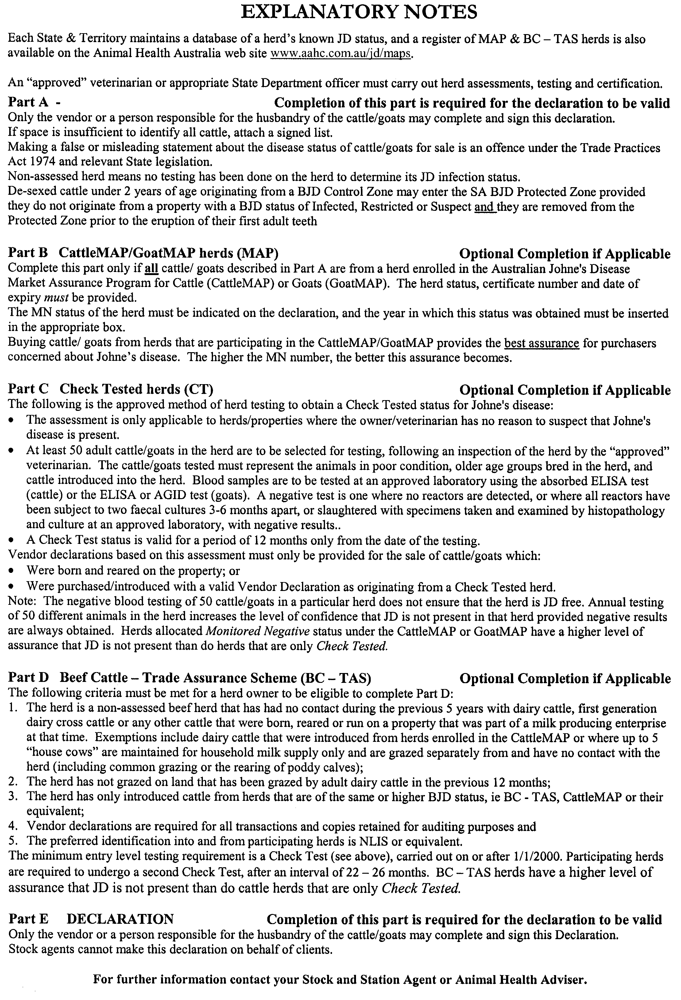 EXPLANATORY NOTES
Each State & Territory maintains a database of a herd's known JD status, and a register of MAP & BC – TAS herds is also
available on the Animal Health Australia web site www.aahc.com.au/jd/maps.
An "approved" veterinarian or appropriate State Department officer must carry out herd assessments, testing and certification.
Part A - Completion of this part is required for the declaration to be valid
Only the vendor or a person responsible for the husbandry of the cattle/goats may complete and sign this declaration.
If space is insufficient to identify all cattle, attach a signed list.
Making a false or misleading statement about the disease status of cattle/goats for sale is an offence under the Trade Practices
Act 1974 and relevant State legislation.
Non-assessed herd means no testing has been done on the herd to determine its JD infection status.
De-sexed cattle under 2 years of age originating from a BJD Control Zone may enter the SA BJD Protected Zone provided
they do not originate from a property with a BJD status of Infected, Restricted or Suspect and they are removed from the
Protected Zone prior to the eruption of their first adult teeth
Part B CattleMAP/GoatMAP herds (MAP) Optional Completion if Applicable
Complete this part only if all cattle/ goats described in Part A are from a herd enrolled in the Australian Johne's Disease
Market Assurance Program for Cattle (CattleMAP) or Goats (GoatMAP). The herd status, certificate number and date of
expiry must be provided.
The MN status of the herd must be indicated on the declaration, and the year in which this status was obtained must be inserted
in the appropriate box.
Buying cattle/ goats from herds that are participating in the CattleMAP/GoatMAP provides the best assurance for purchasers
concerned about Johne's disease. The higher the MN number, the better this assurance becomes.
Part C Check Tested herds (CT) Optional Completion if Applicable
The following is the approved method of herd testing to obtain a Check Tested status for Johne's disease:
• The assessment is only applicable to herds/properties where the owner/veterinarian has no reason to suspect that Johne's
disease is present.
• At least 50 adult cattle/goats in the herd are to be selected for testing, following an inspection of the herd by the "approved"
veterinarian. The cattle/goats tested must represent the animals in poor condition, older age groups bred in the herd, and
cattle introduced into the herd. Blood samples are to be tested at an approved laboratory using the absorbed ELISA test
(cattle) or the ELISA or AGID test (goats). A negative test is one where no reactors are detected, or where all reactors have
been subject to two faecal cultures 3-6 months apart, or slaughtered with specimens taken and examined by histopathology
and culture at an approved laboratory, with negative results..
• A Check Test status is valid for a period of 12 months only from the date of the testing.
Vendor declarations based on this assessment must only be provided for the sale of cattle/goats which:
• Were born and reared on the property; or
• Were purchased/introduced with a valid Vendor Declaration as originating from a Check Tested herd.
Note: The negative blood testing of 50 cattle/goats in a particular herd does not ensure that the herd is JD free. Annual testing
of 50 different animals in the herd increases the level of confidence that JD is not present in that herd provided negative results
are always obtained. Herds allocated Monitored Negative status under the CattleMAP or GoatMAP have a higher level of
assurance that JD is not present than do herds that are only Check Tested.
Part D Beef Cattle – Trade Assurance Scheme (BC – TAS) Optional Completion if Applicable
The following criteria must be met for a herd owner to be eligible to complete Part D:
1. The herd is a non-assessed beef herd that has had no contact during the previous 5 years with dairy cattle, first generation
dairy cross cattle or any other cattle that were born, reared or run on a property that was part of a milk producing enterprise
at that time. Exemptions include dairy cattle that were introduced from herds enrolled in the CattleMAP or where up to 5
"house cows" are maintained for household milk supply only and are grazed separately from and have no contact with the
herd (including common grazing or the rearing of poddy calves);
2. The herd has not grazed on land that has been grazed by adult dairy cattle in the previous 12 months;
3. The herd has only introduced cattle from herds that are of the same or higher BJD status, ie BC - TAS, CattleMAP or their
equivalent;
4. Vendor declarations are required for all transactions and copies retained for auditing purposes and
5. The preferred identification into and from participating herds is NLIS or equivalent.
The minimum entry level testing requirement is a Check Test (see above), carried out on or after 1/1/2000. Participating herds
are required to undergo a second Check Test, after an interval of 22 – 26 months. BC – TAS herds have a higher level of
assurance that JD is not present than do cattle herds that are only Check Tested.
Part E DECLARATION Completion of this part is required for the declaration to be valid
Only the vendor or a person responsible for the husbandry of the cattle/goats may complete and sign this Declaration.
Stock agents cannot make this declaration on behalf of clients.
For further information contact your Stock and Station Agent or Animal Health Adviser.